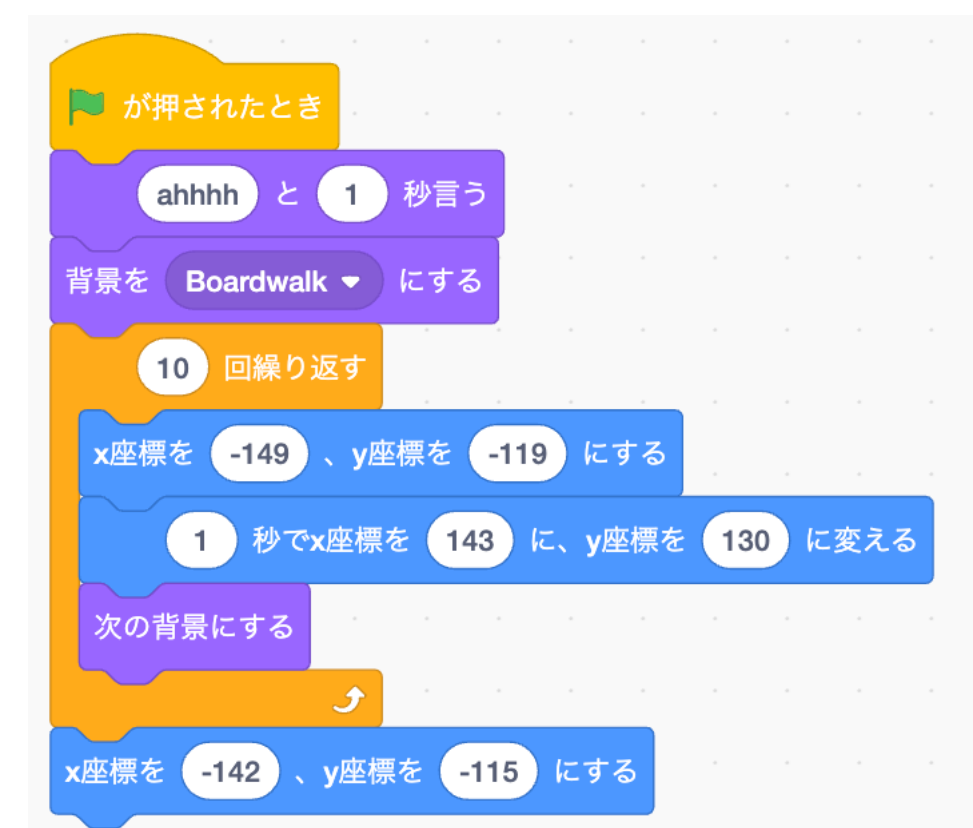 が押されたとき
ahhhh と 1 秒言う
背景を Boardwalk にする
10 回繰り返す
x座標を -149 、y座標を -119 にする
1 秒でx座標を 143 に、y座標を 130 に変える
次の背景にする
x座標を -142 、y座標を -115 にする